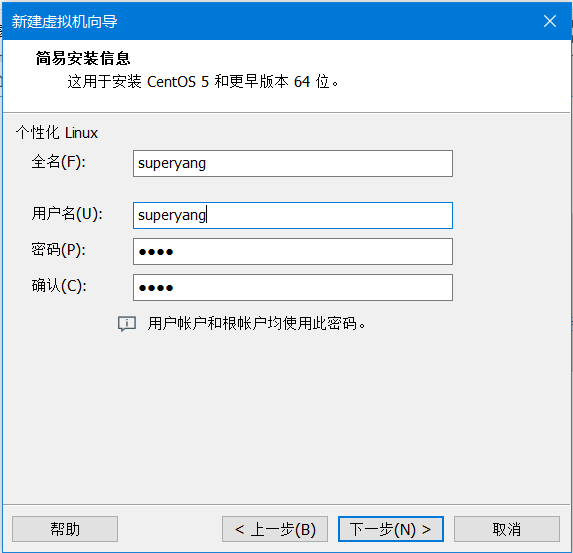 新建虚拟机向导
简易安装信息
这用于安装 CentOS 5 和更早版本 64 位。
个性化 Linux
全名(F): superyang
用户名(U): superyang
密码(P): ●●●●
确认(C): ●●●●
用户帐户和根帐户均使用此密码。
帮助 < 上一步(B) 下一步(N) > 取消